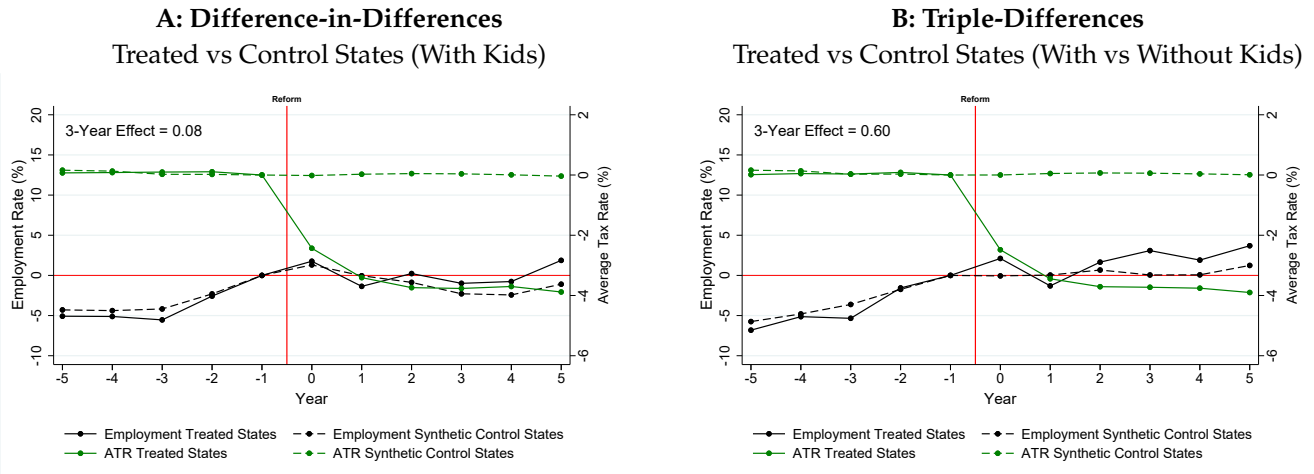 A: Difference-in-Differences
Treated vs Control States (With Kids)
Reform
3-Year Effect = 0.08
Employment Rate (%)
20
15
10
5
0
-5
-10
Average Tax Rate (%)
2
0
-2
-4
-6
-5 -4 -3 -2 -1 0 1 2 3 4 5
Year
Employment Treated States Employment Synthetic Control States
ATR Treated States ATR Synthetic Control States
B: Triple-Differences
Treated vs Control States (With vs Without Kids)
Reform
3-Year Effect = 0.60
Employment Rate (%)
20
15
10
5
0
-5
-10
Average Tax Rate (%)
2
0
-2
-4
-6
-5 -4 -3 -2 -1 0 1 2 3 4 5
Year
Employment Treated States Employment Synthetic Control States
ATR Treated States ATR Synthetic Control States